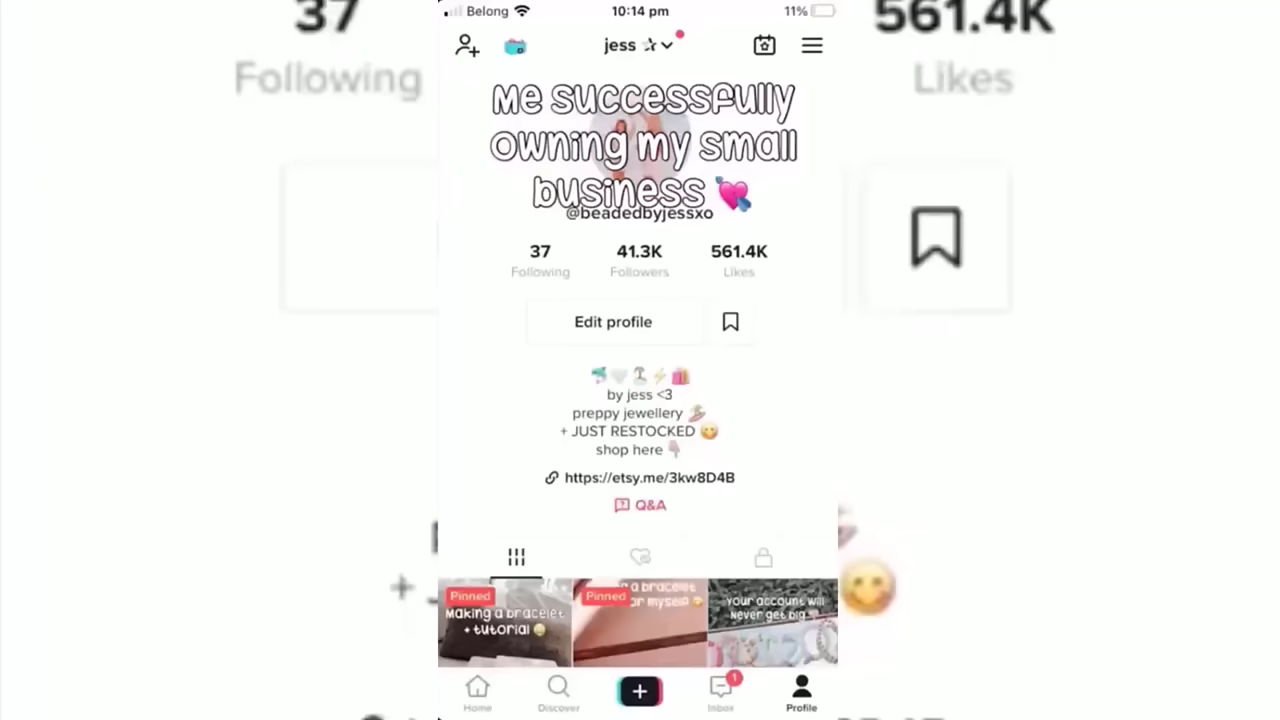 37
561.4K
Following
Likes
Belong
10:14 pm
11%
jess
Me successfully
owning my small
business
@beadedbyjessxo
37
41.3K
561.4K
Following
Followers
Likes
Edit profile
by jess <3
preppy jewellery
+ JUST RESTOCKED
shop here
https://etsy.me/3kw8D4B
Q&A
Pinned
Making a bracelet
+ tutorial
Pinned
a bracelet
or myself
Your account will
Never get big
1
Home
Discover
Inbox
Profile